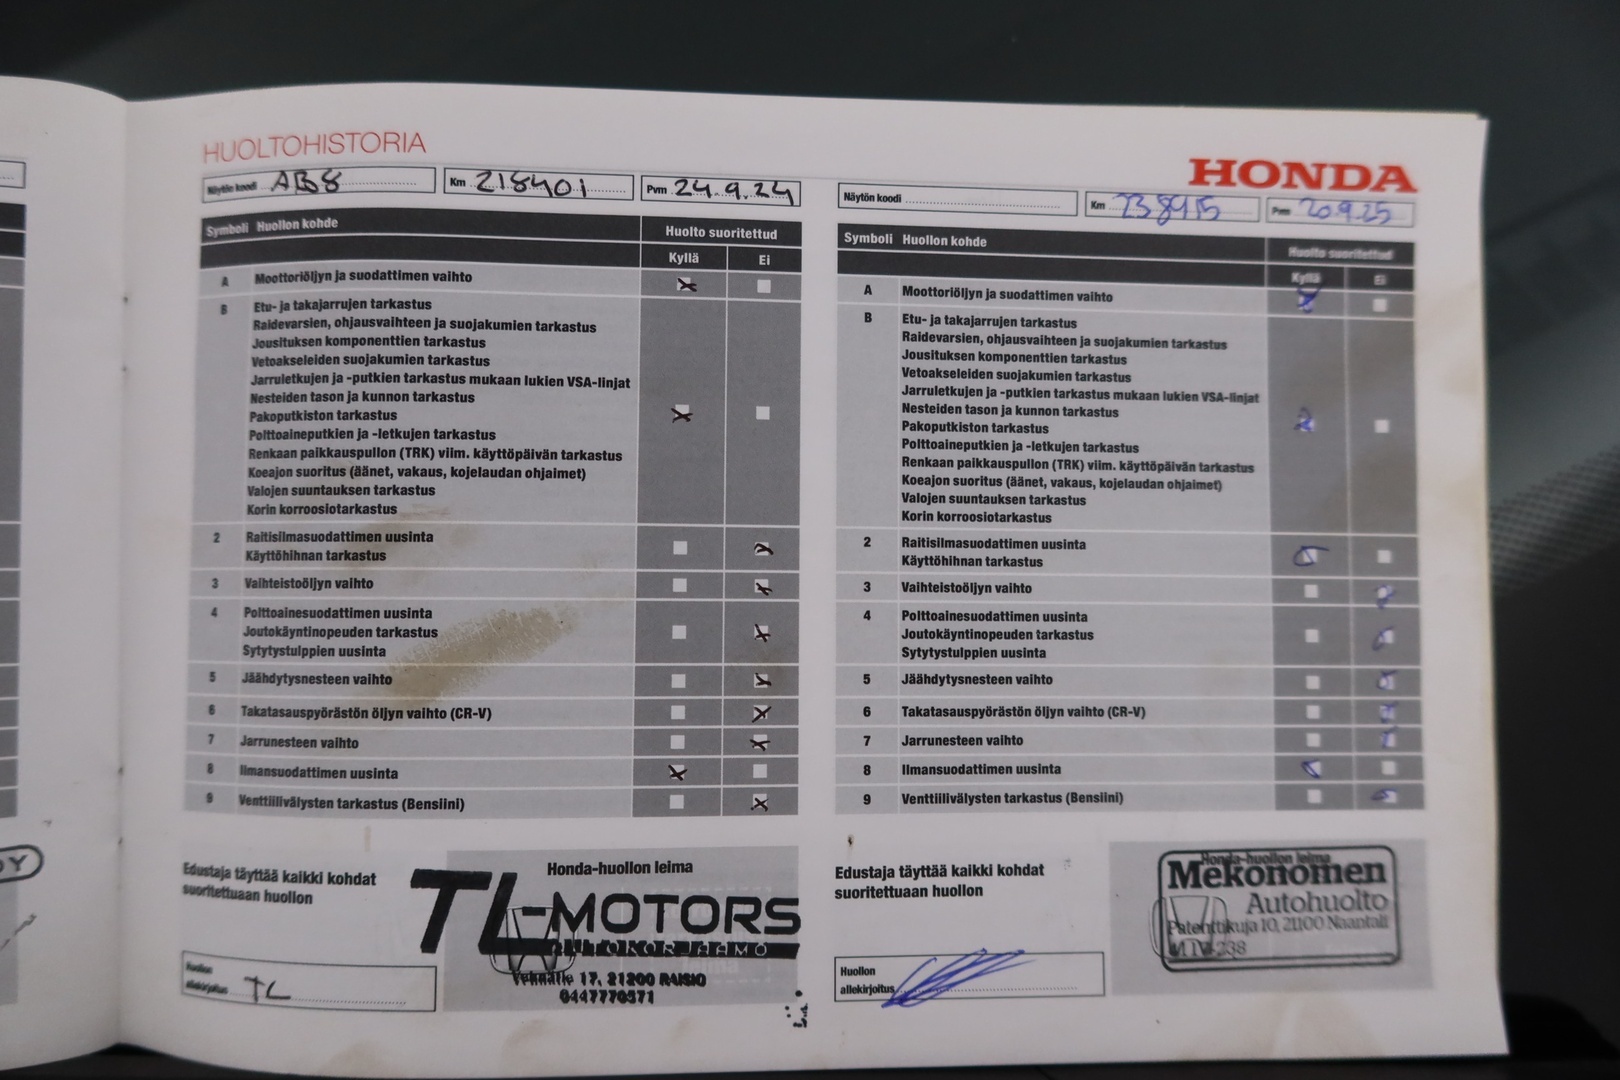 HUOLTOHISTORIA
Näytön koodi AB8 Km 218401 Pvm 24.9.24
Symboli Huollon kohde Huolto suoritettud
Kyllä Ei
A Moottoriöljyn ja suodattimen vaihto
B Etu- ja takajarrujen tarkastus
Raidevarsien, ohjausvaihteen ja suojakumien tarkastus
Jousituksen komponenttien tarkastus
Vetoakseleiden suojakumien tarkastus
Jarruletkujen ja -putkien tarkastus mukaan lukien VSA-linjat
Nesteiden tason ja kunnon tarkastus
Pakoputkiston tarkastus
Polttoaineputkien ja -letkujen tarkastus
Renkaan paikkauspullon (TRK) viim. käyttöpäivän tarkastus
Koeajon suoritus (äänet, vakaus, kojelaudan ohjaimet)
Valojen suuntauksen tarkastus
Korin korroosiotarkastus
2 Raitisilmasuodattimen uusinta
Käyttöhihnan tarkastus
3 Vaihteistoöljyn vaihto
4 Polttoainesuodattimen uusinta
Joutokäyntinopeuden tarkastus
Sytytystulppien uusinta
5 Jäähdytysnesteen vaihto
6 Takatasauspyörästön öljyn vaihto (CR-V)
7 Jarrunesteen vaihto
8 Ilmansuodattimen uusinta
9 Venttiilivälysten tarkastus (Bensiini)
Edustaja täyttää kaikki kohdat
suoritettuaan huollon
Honda-huollon leima
TL-MOTORS
17, 21200 RAISIO
0447770571
Huollon
allekirjoitus TL
HONDA
Näytön koodi Km 238915 Pvm 20.9.25
Symboli Huollon kohde Huolto suoritettud
Kyllä Ei
A Moottoriöljyn ja suodattimen vaihto
B Etu- ja takajarrujen tarkastus
Raidevarsien, ohjausvaihteen ja suojakumien tarkastus
Jousituksen komponenttien tarkastus
Vetoakseleiden suojakumien tarkastus
Jarruletkujen ja -putkien tarkastus mukaan lukien VSA-linjat
Nesteiden tason ja kunnon tarkastus
Pakoputkiston tarkastus
Polttoaineputkien ja -letkujen tarkastus
Renkaan paikkauspullon (TRK) viim. käyttöpäivän tarkastus
Koeajon suoritus (äänet, vakaus, kojelaudan ohjaimet)
Valojen suuntauksen tarkastus
Korin korroosiotarkastus
2 Raitisilmasuodattimen uusinta
Käyttöhihnan tarkastus
3 Vaihteistoöljyn vaihto
4 Polttoainesuodattimen uusinta
Joutokäyntinopeuden tarkastus
Sytytystulppien uusinta
5 Jäähdytysnesteen vaihto
6 Takatasauspyörästön öljyn vaihto (CR-V)
7 Jarrunesteen vaihto
8 Ilmansuodattimen uusinta
9 Venttiilivälysten tarkastus (Bensiini)
Edustaja täyttää kaikki kohdat
suoritettuaan huollon
Honda-huollon leima
Mekonomen
Autohuolto
Patenttikuja 10, 21100 Naantali
Huollon
allekirjoitus